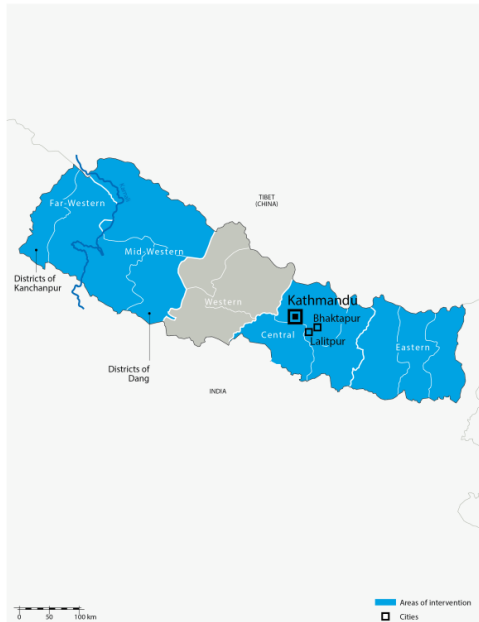 TIBET
(CHINA)
Far-Western
Mid-Western
Districts of
Kanchanpur
Western
Kathmandu
Bhaktapur
Central
Lalitpur
Eastern
Districts of
Dang
INDIA
Areas of intervention
Cities
0 50 100 km